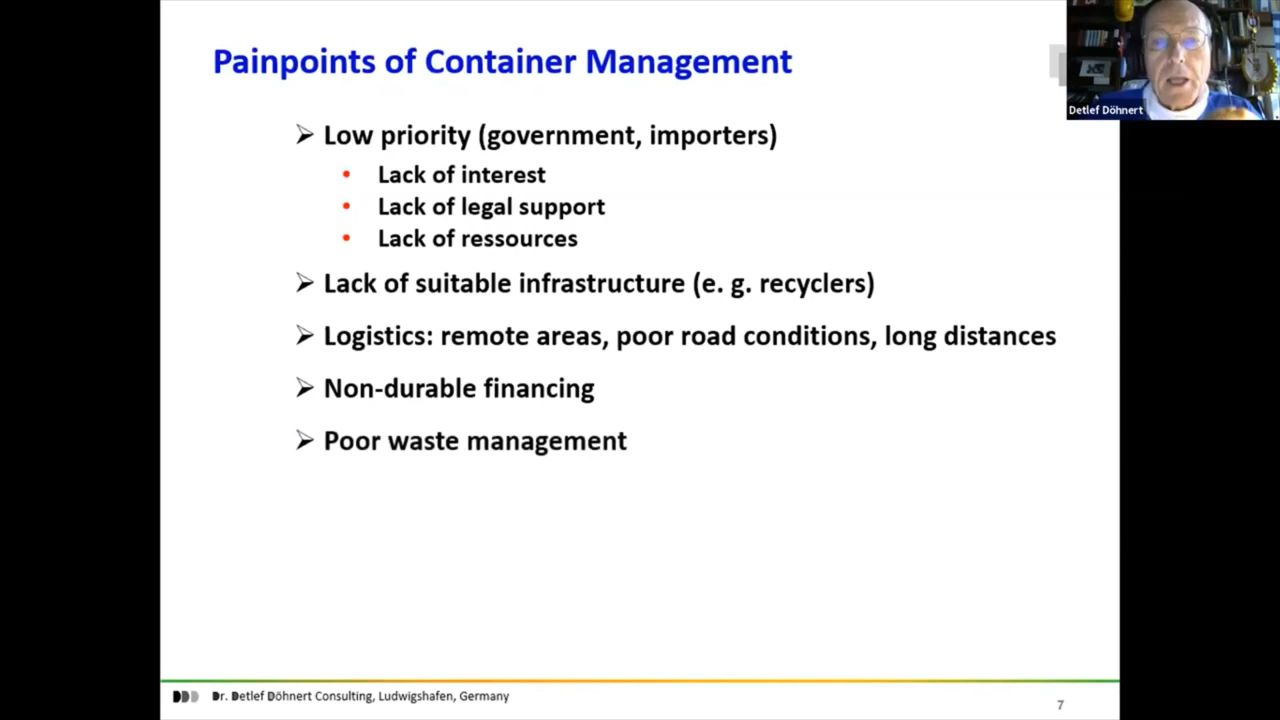 Painpoints of Container Management
Detlef Döhnert
➢ Low priority (government, importers)
• Lack of interest
• Lack of legal support
• Lack of ressources
➢ Lack of suitable infrastructure (e. g. recyclers)
➢ Logistics: remote areas, poor road conditions, long distances
➢ Non-durable financing
➢ Poor waste management
DDD Dr. Detlef Döhnert Consulting, Ludwigshafen, Germany
7